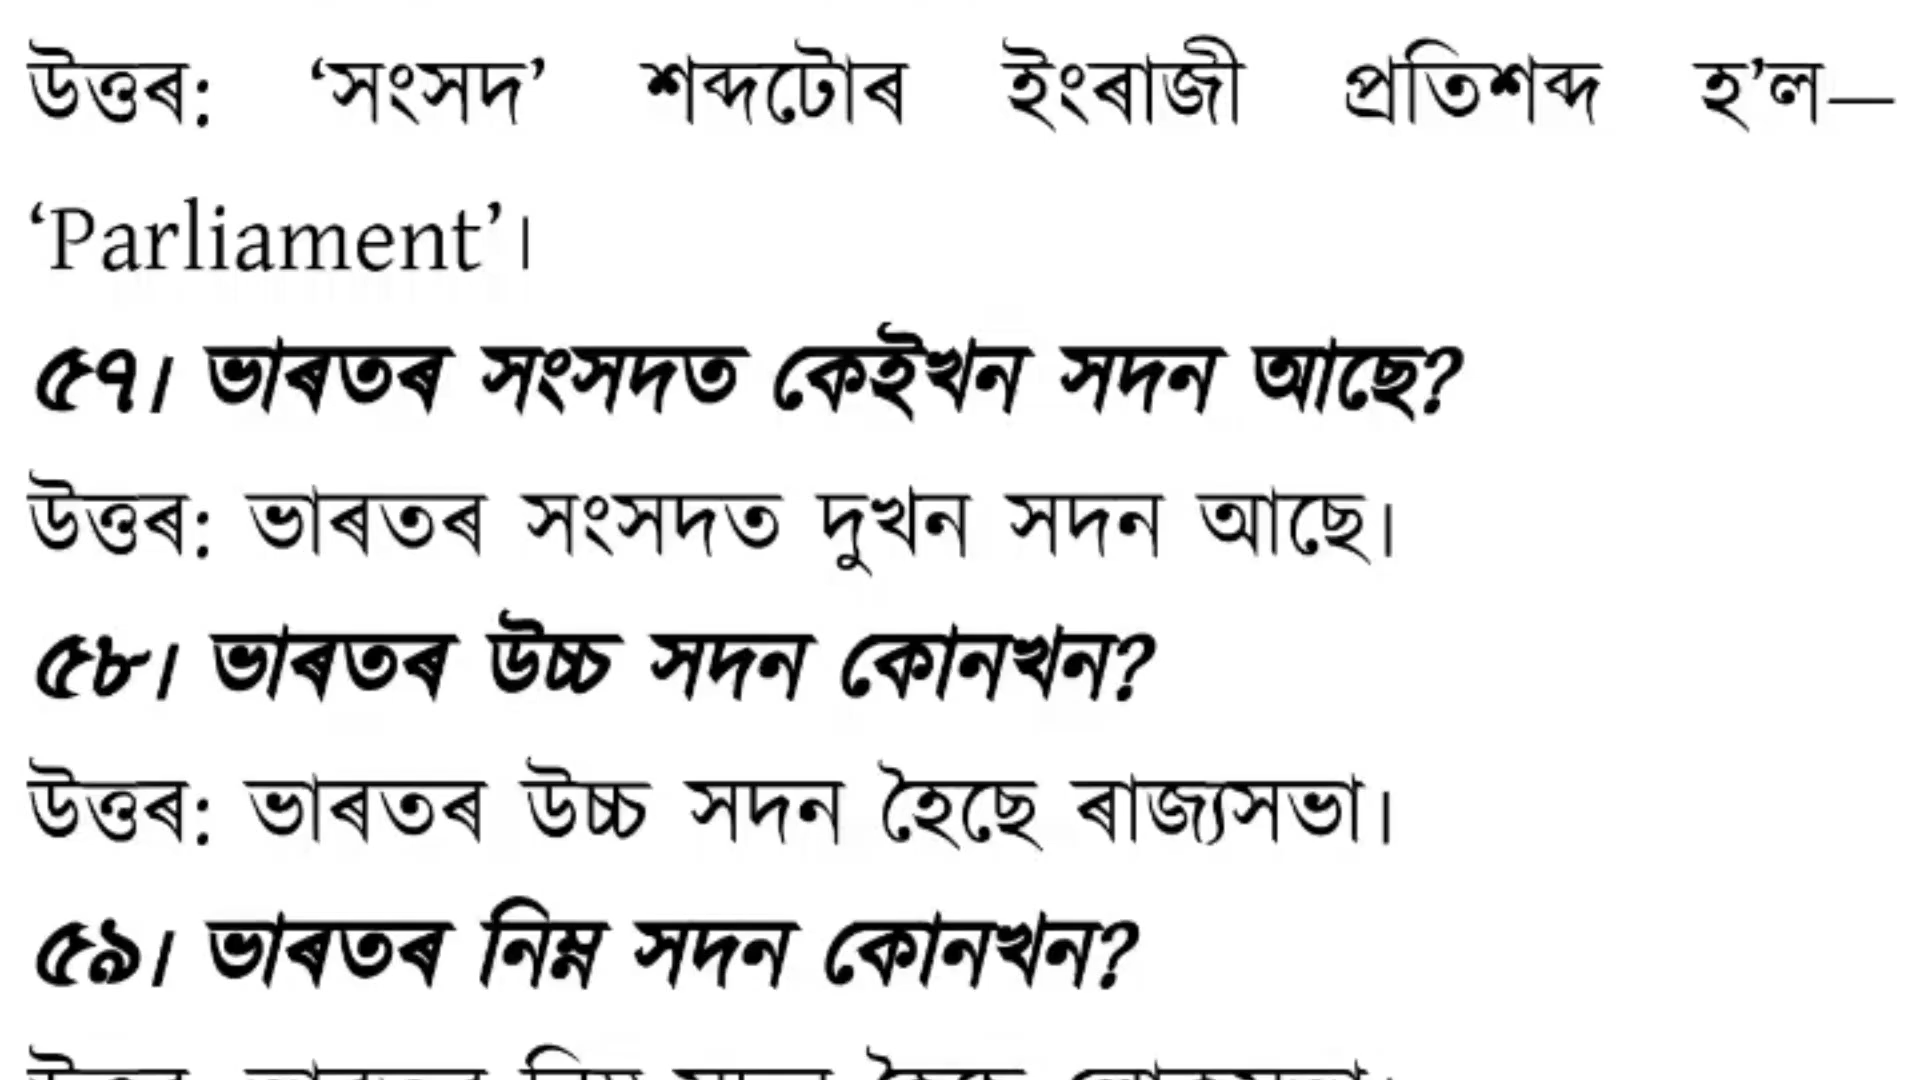 উত্তৰ: ‘সংসদ’ শব্দটোৰ ইংৰাজী প্ৰতিশব্দ হ’ল—
‘Parliament’।
৫৭। ভাৰতৰ সংসদত কেইখন সদন আছে?
উত্তৰ: ভাৰতৰ সংসদত দুখন সদন আছে।
৫৮। ভাৰতৰ উচ্চ সদন কোনখন?
উত্তৰ: ভাৰতৰ উচ্চ সদন হৈছে ৰাজ্যসভা।
৫৯। ভাৰতৰ নিম্ন সদন কোনখন?